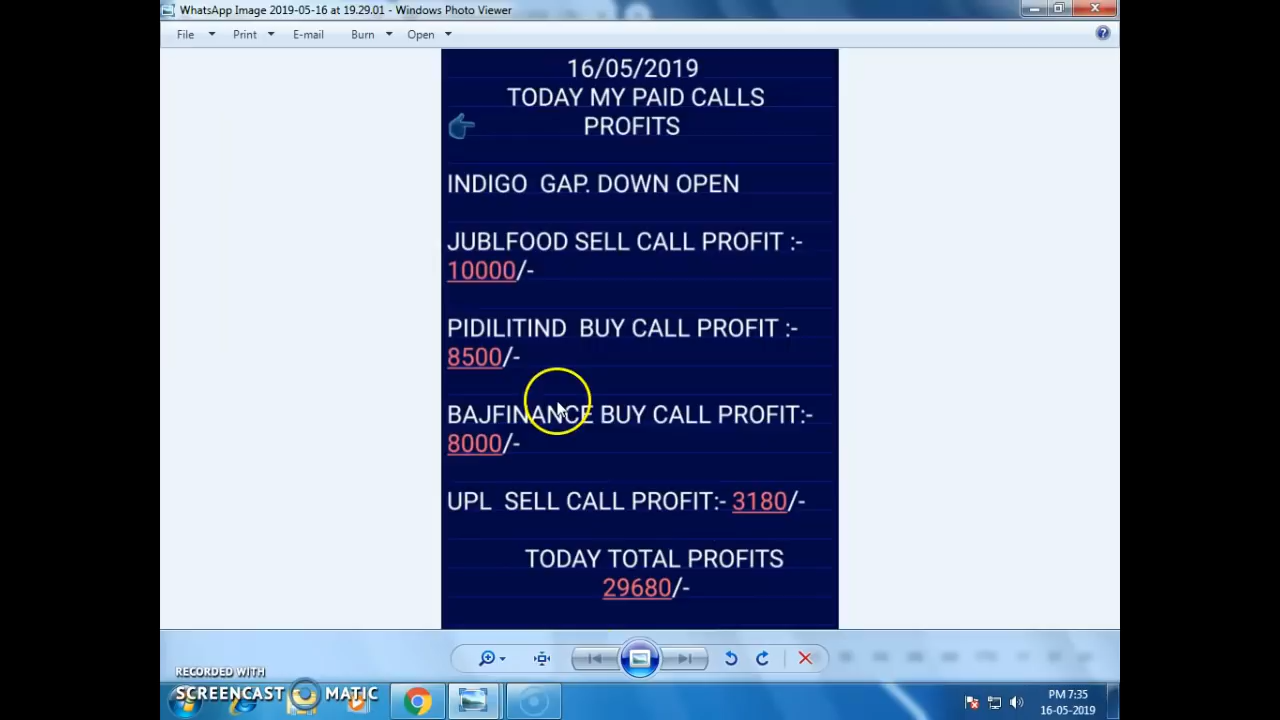 WhatsApp Image 2019-05-16 at 19.29.01 - Windows Photo Viewer
File Print E-mail Burn Open
16/05/2019
TODAY MY PAID CALLS
PROFITS
INDIGO GAP. DOWN OPEN
JUBLFOOD SELL CALL PROFIT :-
10000/-
PIDILITIND BUY CALL PROFIT :-
8500/-
BAJFINANCE BUY CALL PROFIT:-
8000/-
UPL SELL CALL PROFIT:- 3180/-
TODAY TOTAL PROFITS
29680/-
RECORDED WITH
SCREENCAST MATIC
PM 7:35
16-05-2019